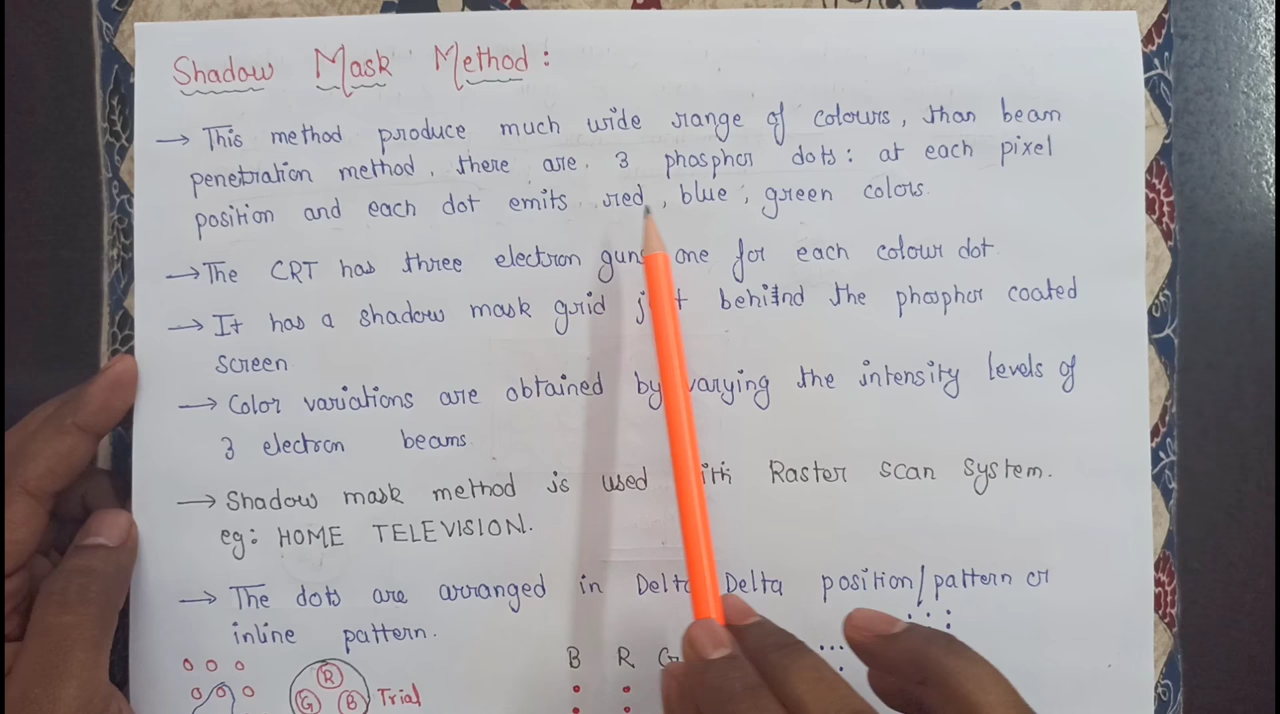 Shadow Mask Method:
→ This method produce much wide range of colours, than beam
penetration method. there are 3 phosphor dots: at each pixel
position and each dot emits red, blue, green colors.
→ The CRT has three electron guns one for each colour dot
→ It has a shadow mask grid behind the phosphor coated
screen
→ Color variations are obtained by varying the intensity levels of
3 electron beams.
→ Shadow mask method is used with Raster scan system.
eg: HOME TELEVISION.
→ The dots are arranged in Delta Delta position/pattern or
inline pattern.
B R G
R
G B Trial